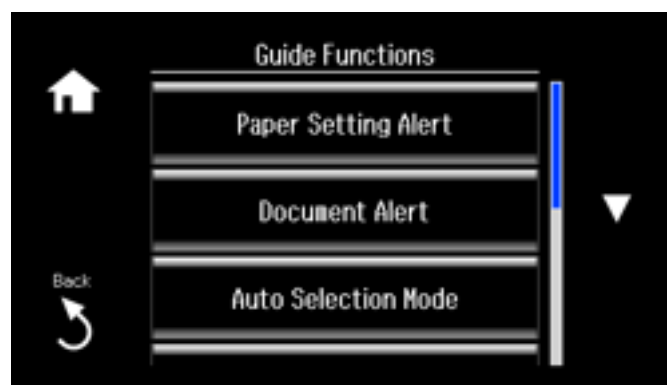 Guide Functions
Paper Setting Alert
Document Alert
Back
Auto Selection Mode